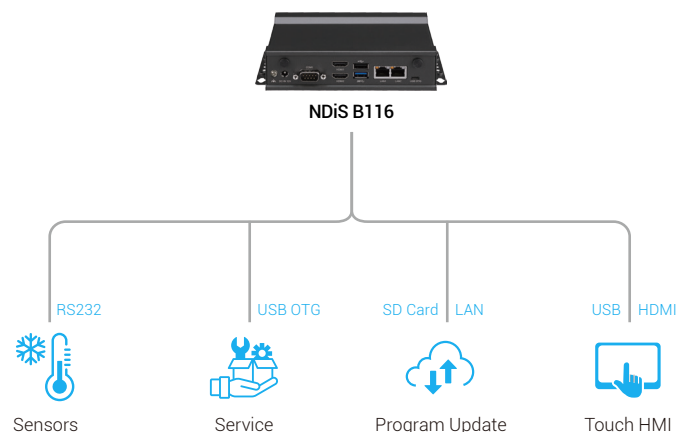 NDiS B116
RS232
USB OTG
SD Card LAN
USB HDMI
Sensors
Service
Program Update
Touch HMI